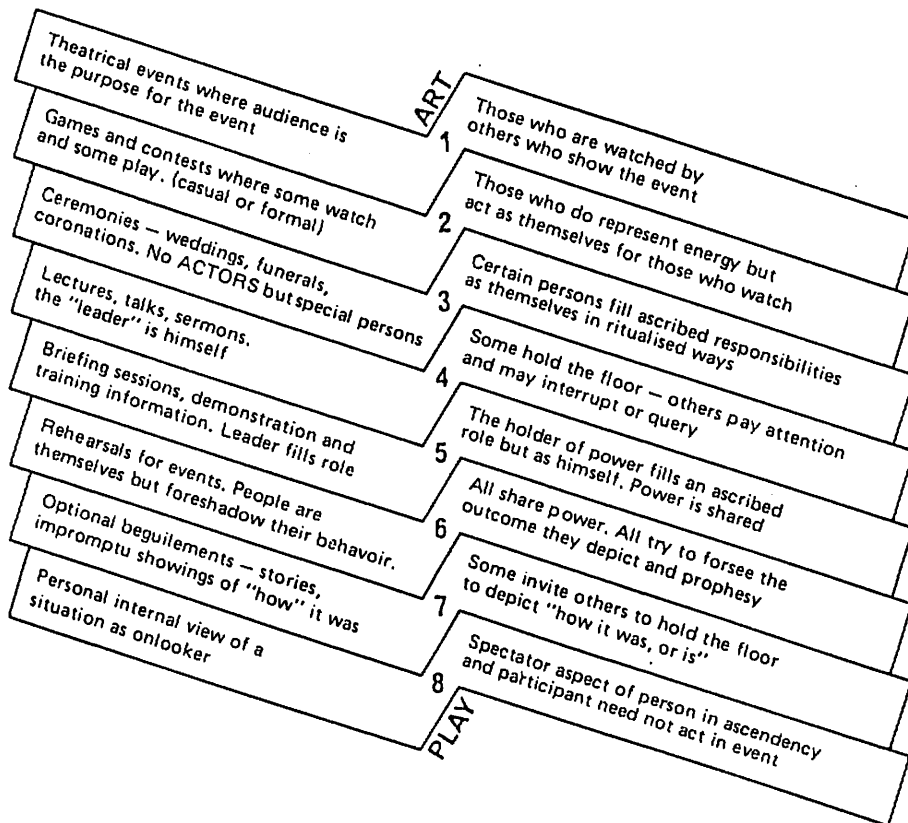 ART
Theatrical events where audience is
the purpose for the event
1
Those who are watched by
others who show the event
Games and contests where some watch
and some play. (casual or formal)
2
Those who do represent energy but
act as themselves for those who watch
Ceremonies – weddings, funerals,
coronations. No ACTORS but special persons
3
Certain persons fill ascribed responsibilities
as themselves in ritualised ways
Lectures, talks, sermons.
the "leader" is himself
4
Some hold the floor – others pay attention
and may interrupt or query
Briefing sessions, demonstration and
training information. Leader fills role
5
The holder of power fills an ascribed
role but as himself. Power is shared
Rehearsals for events. People are
themselves but foreshadow their behavoir.
6
All share power. All try to forsee the
outcome they depict and prophesy
Optional beguilements – stories,
impromptu showings of "how" it was
7
Some invite others to hold the floor
to depict "how it was, or is"
Personal internal view of a
situation as onlooker
8
Spectator aspect of person in ascendency
and participant need not act in event
PLAY